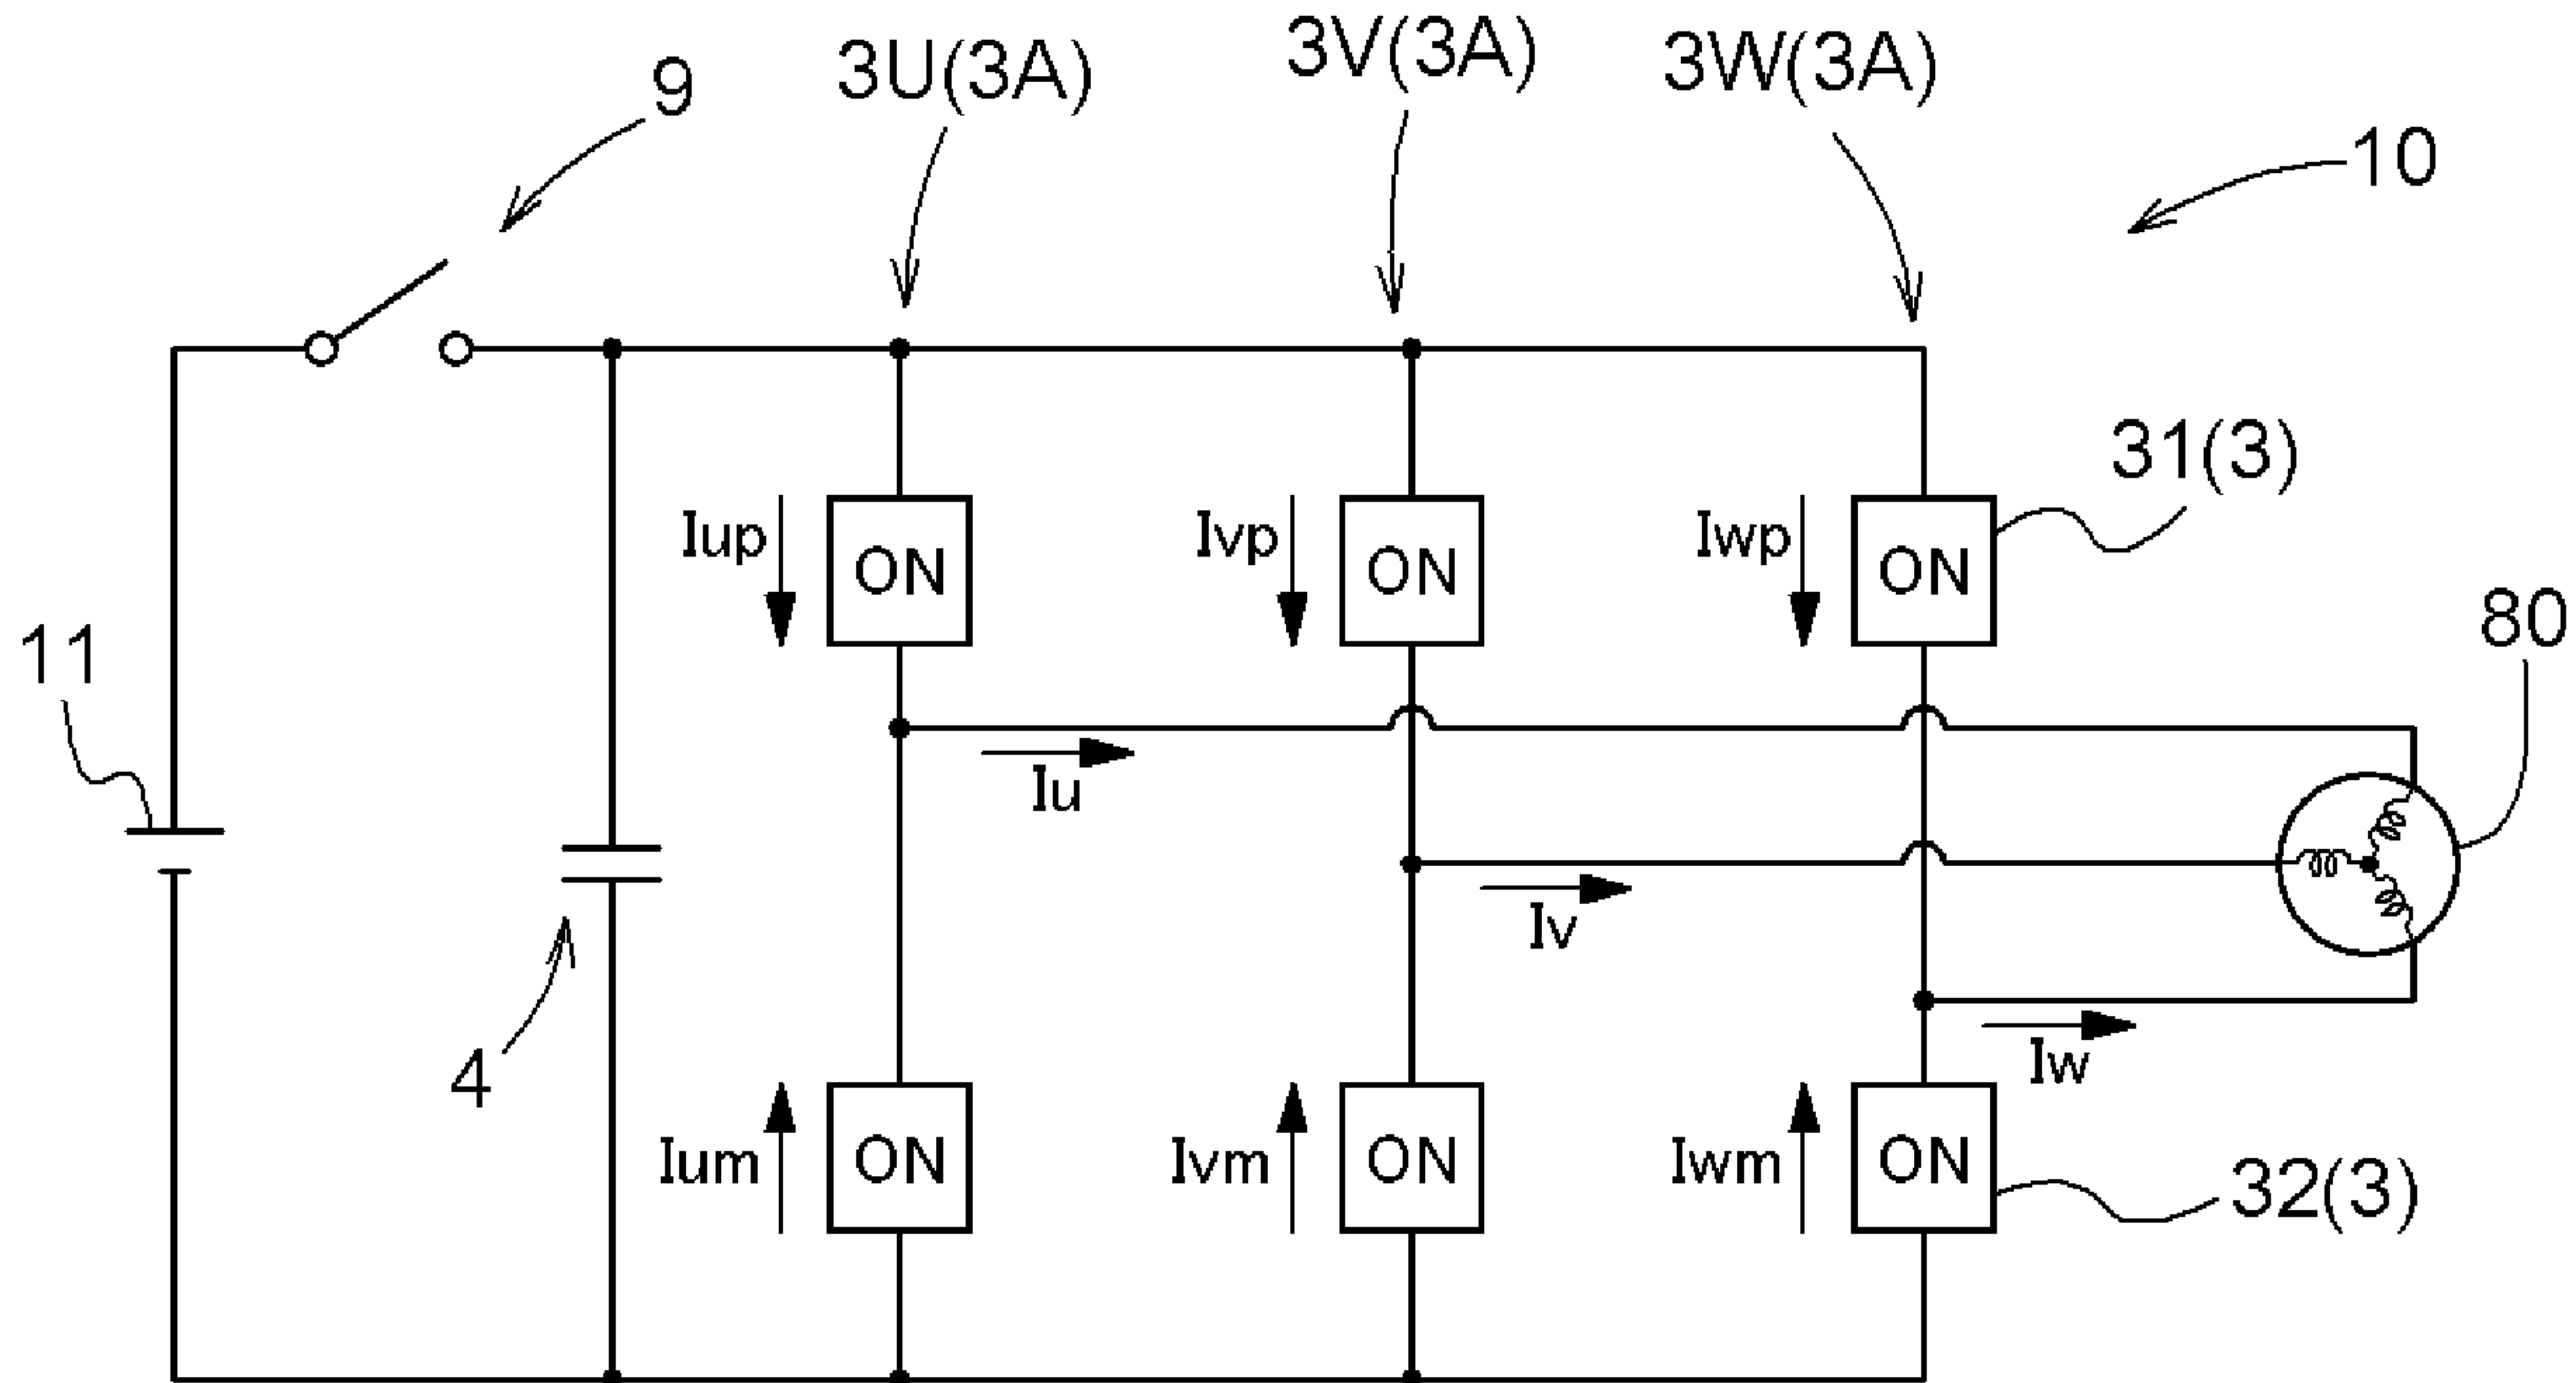 9
3U(3A)
3V(3A)
3W(3A)
10
31(3)
Iup
ON
Ivp
ON
Iwp
ON
11
80
Iu
Iv
4
Iw
Ium
ON
Ivm
ON
Iwm
ON
32(3)